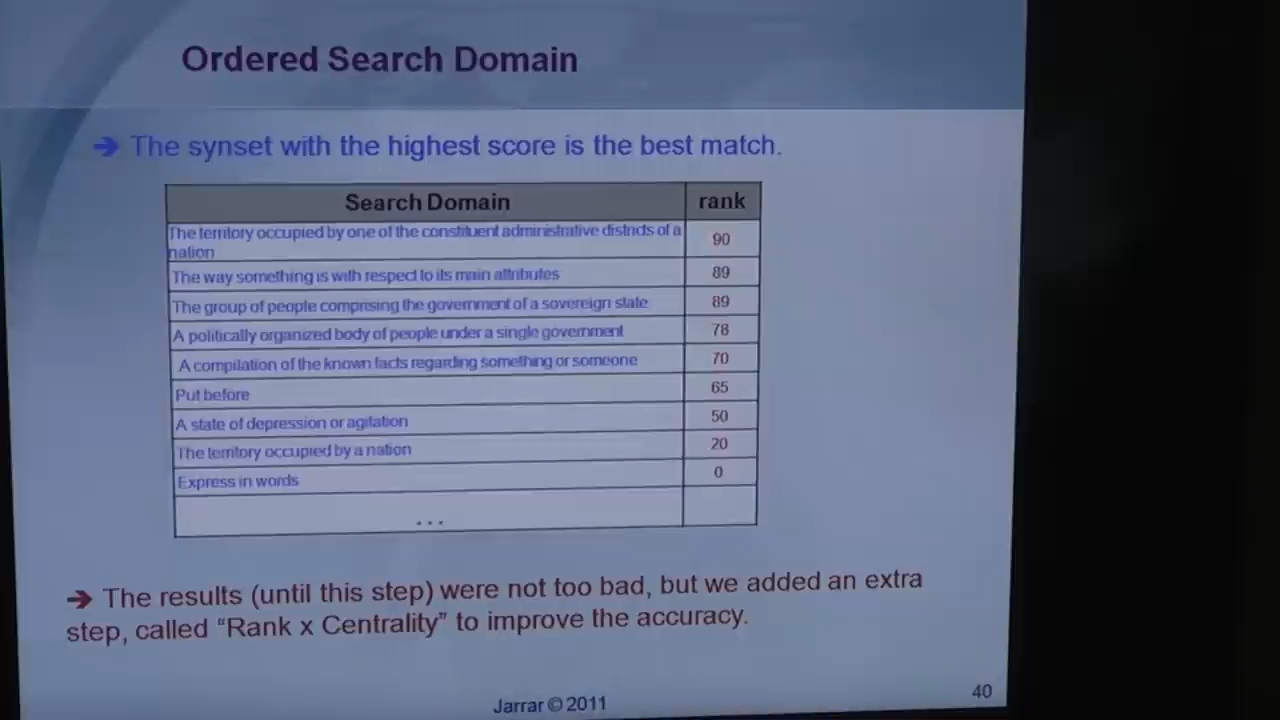 Ordered Search Domain
➔ The synset with the highest score is the best match.
Search Domain rank
The territory occupied by one of the constituent administrative districts of a
nation 90
The way something is with respect to its main attributes 89
The group of people comprising the government of a sovereign state 89
A politically organized body of people under a single government 78
A compilation of the known facts regarding something or someone 70
Put before 65
A state of depression or agitation 50
The territory occupied by a nation 20
Express in words 0
...
➔ The results (until this step) were not too bad, but we added an extra
step, called “Rank x Centrality” to improve the accuracy.
Jarrar © 2011
40